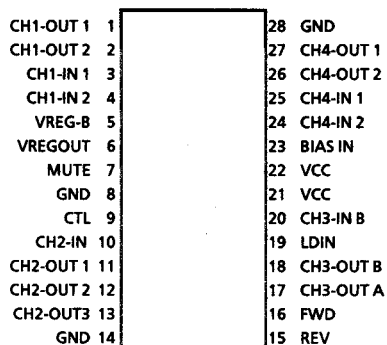 CH1-OUT 1 1 28 GND
CH1-OUT 2 2 27 CH4-OUT 1
CH1-IN 1 3 26 CH4-OUT 2
CH1-IN 2 4 25 CH4-IN 1
VREG-B 5 24 CH4-IN 2
VREGOUT 6 23 BIAS IN
MUTE 7 22 VCC
GND 8 21 VCC
CTL 9 20 CH3-IN B
CH2-IN 10 19 LDIN
CH2-OUT 1 11 18 CH3-OUT B
CH2-OUT 2 12 17 CH3-OUT A
CH2-OUT3 13 16 FWD
GND 14 15 REV